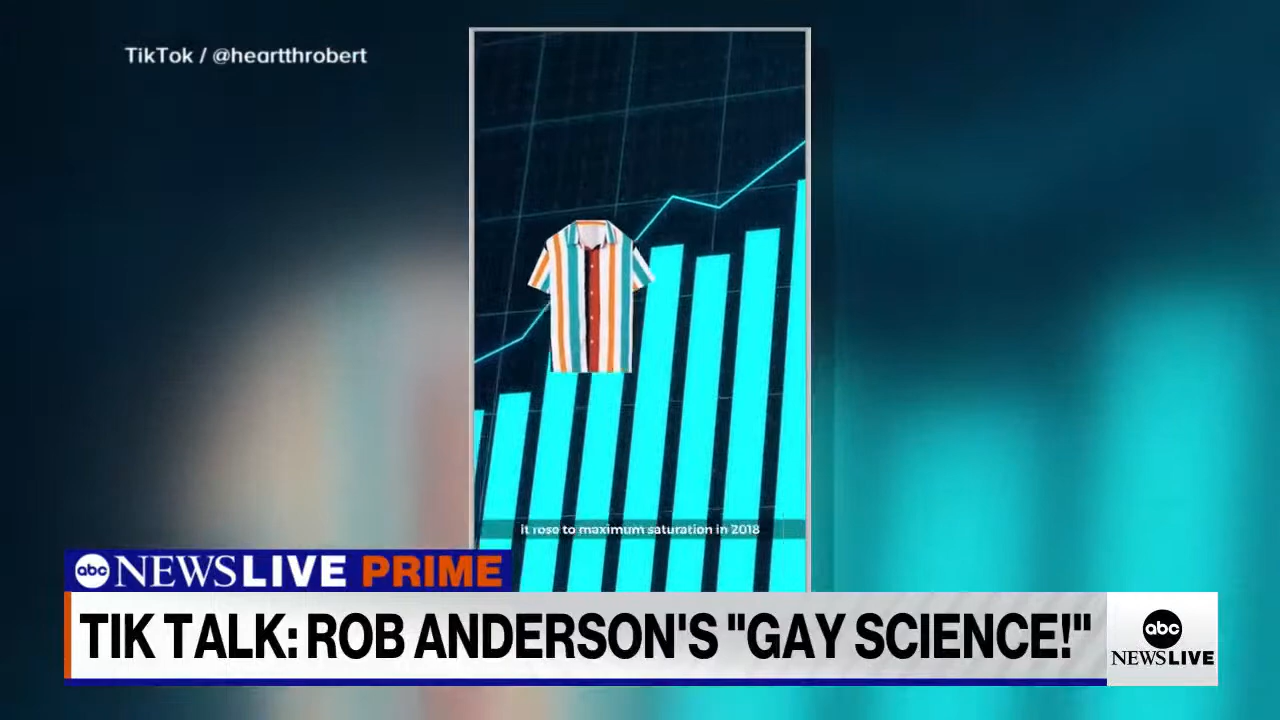 TikTok / @heartthrobert
it rose to maximum saturation in 2018
abc NEWS LIVE PRIME
TIK TALK: ROB ANDERSON'S "GAY SCIENCE!"
abc
NEWS LIVE